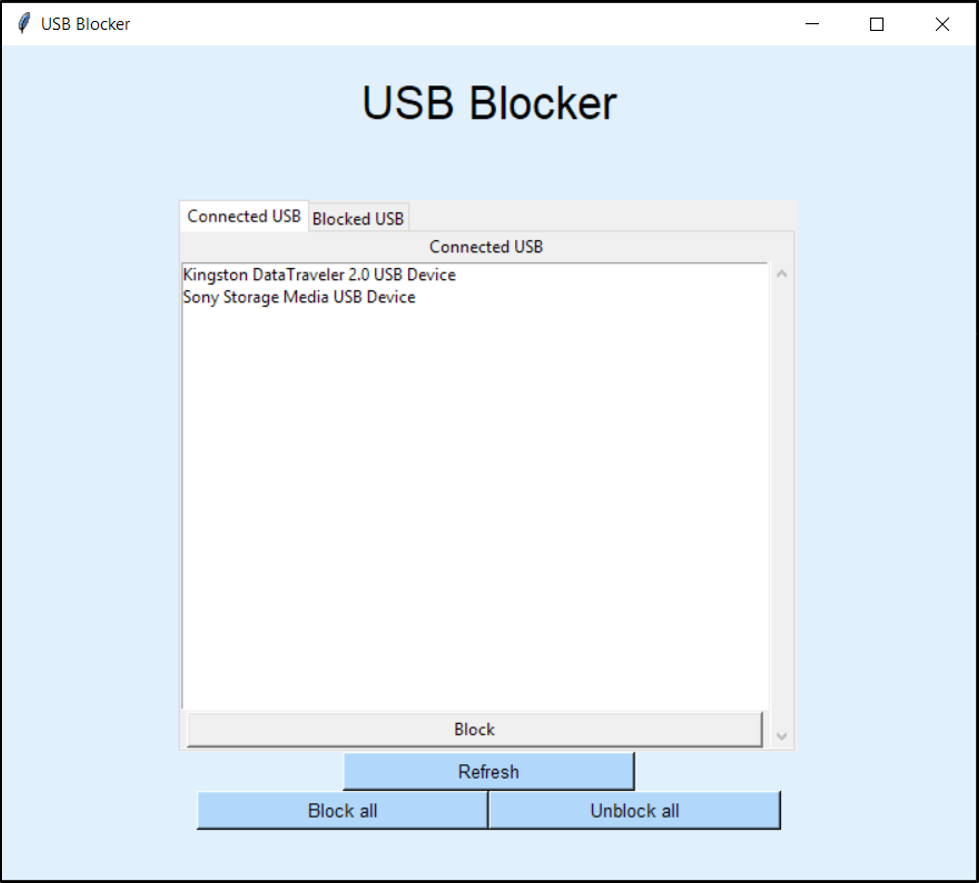 USB Blocker
USB Blocker
Connected USB Blocked USB
Connected USB
Kingston DataTraveler 2.0 USB Device
Sony Storage Media USB Device
Block
Refresh
Block all Unblock all